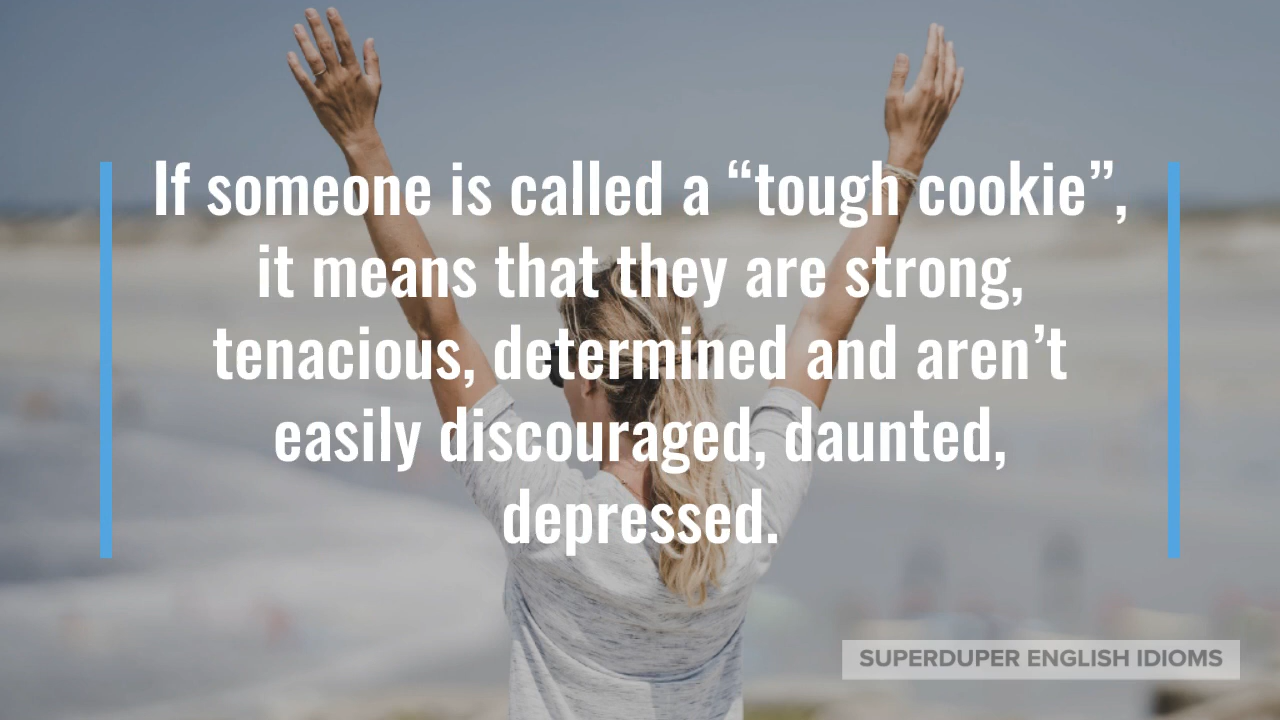 If someone is called a “tough cookie”,
it means that they are strong,
tenacious, determined and aren’t
easily discouraged, daunted,
depressed.
SUPERDUPER ENGLISH IDIOMS